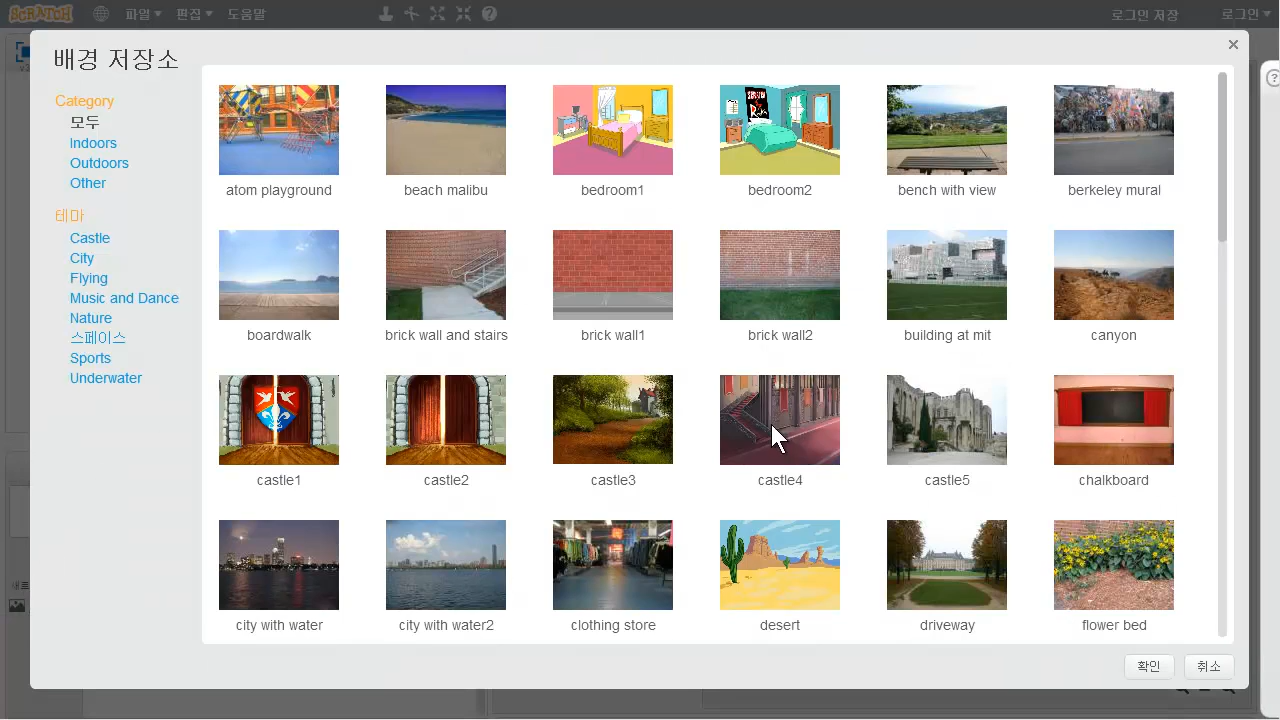 SCRATCH 파일 편집 도움말 로그인 저장 로그인
배경 저장소
Category
모두
Indoors
Outdoors
Other
테마
Castle
City
Flying
Music and Dance
Nature
스페이스
Sports
Underwater
atom playground beach malibu bedroom1 bedroom2 bench with view berkeley mural
boardwalk brick wall and stairs brick wall1 brick wall2 building at mit canyon
castle1 castle2 castle3 castle4 castle5 chalkboard
city with water city with water2 clothing store desert driveway flower bed
확인 취소